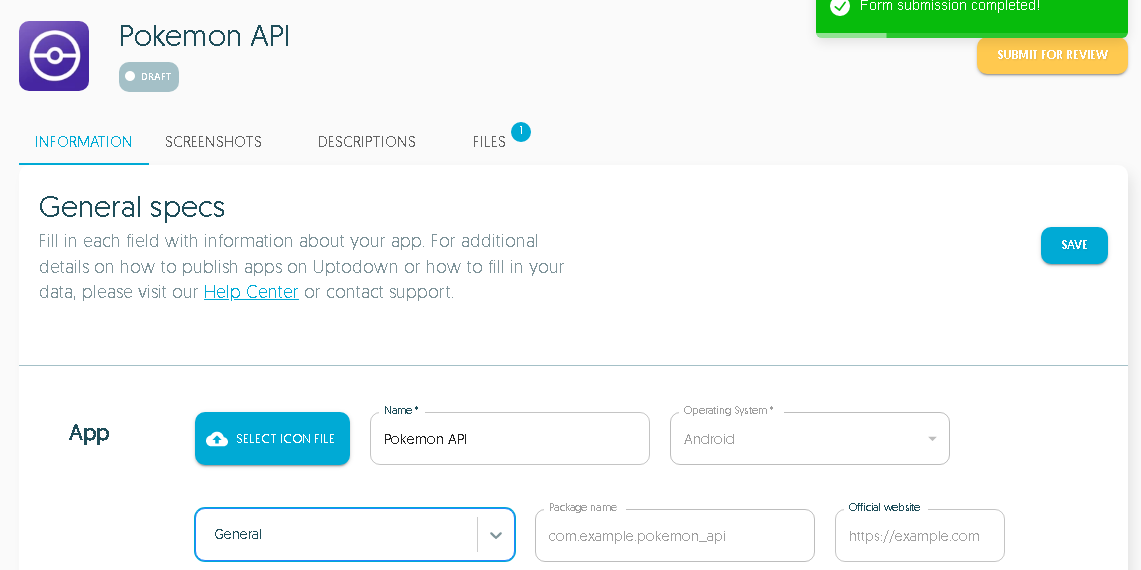 Form submission completed!
Pokemon API
DRAFT
SUBMIT FOR REVIEW
INFORMATION
SCREENSHOTS
DESCRIPTIONS
FILES
1
General specs
Fill in each field with information about your app. For additional
details on how to publish apps on Uptodown or how to fill in your
data, please visit our Help Center or contact support.
SAVE
App
SELECT ICON FILE
Name *
Pokemon API
Operating System *
Android
General
Package name
com.example.pokemon_api
Official website
https://example.com